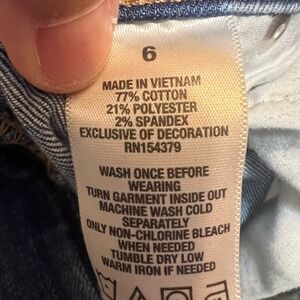 6
MADE IN VIETNAM
77% COTTON
21% POLYESTER
2% SPANDEX
EXCLUSIVE OF DECORATION
RN154379
WASH ONCE BEFORE
WEARING
TURN GARMENT INSIDE OUT
MACHINE WASH COLD
SEPARATELY
ONLY NON-CHLORINE BLEACH
WHEN NEEDED
TUMBLE DRY LOW
WARM IRON IF NEEDED